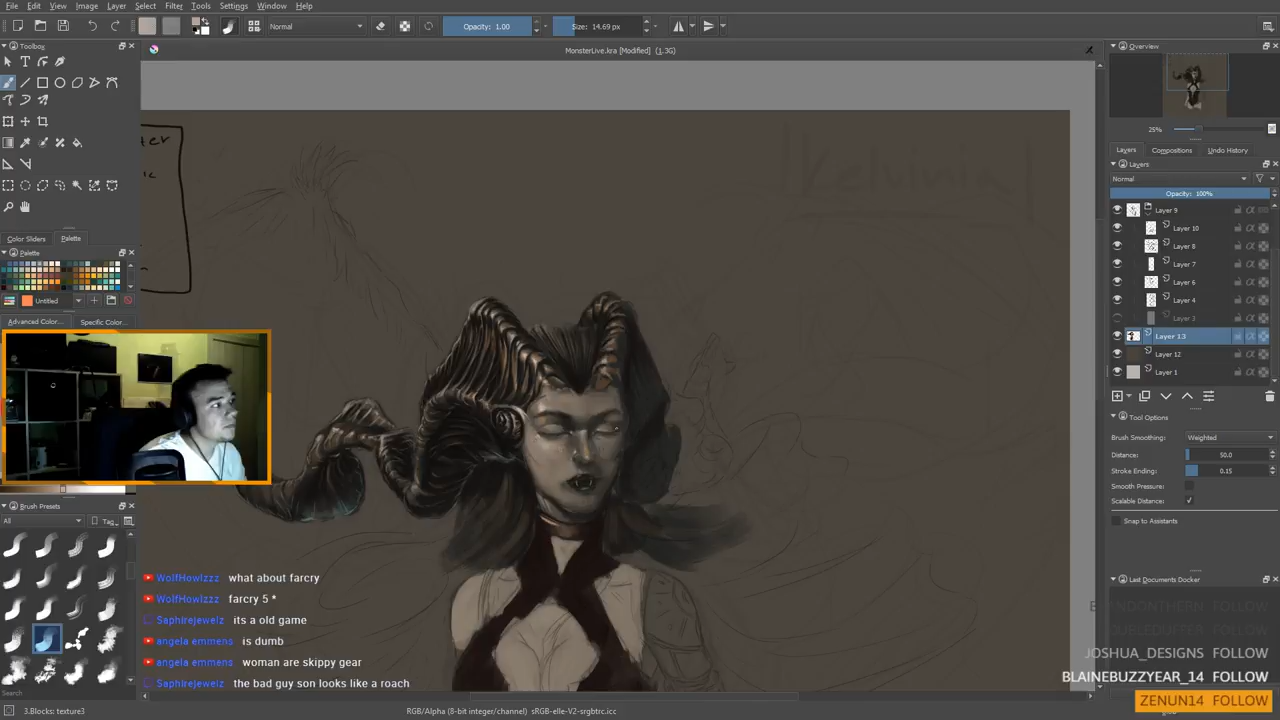 File Edit View Image Layer Select Filter Tools Settings Window Help
Normal
Opacity: 1.00
Size: 14.69 px
MonsterLive.kra [Modified] (1.3G)
Toolbox
Color Sliders
Palette
Palette
Untitled
Advanced Color...
Specific Color...
Brush Presets
All
Tag
Search
3.Blocks: texture3
RGB/Alpha (8-bit integer/channel) sRGB-elle-V2-srgbtrc.icc
WolfHowlzzz what about farcry
WolfHowlzzz farcry 5 *
Saphirejewelz its a old game
angela emmens is dumb
angela emmens woman are skippy gear
Saphirejewelz the bad guy son looks like a roach
Overview
25%
Layers Compositions Undo History
Layers
Normal
Opacity: 100%
Layer 9
Layer 10
Layer 8
Layer 7
Layer 6
Layer 4
Layer 3
Layer 13
Layer 12
Layer 1
Tool Options
Brush Smoothing: Weighted
Distance: 50.0
Stroke Ending: 0.15
Smooth Pressure:
Scalable Distance:
Snap to Assistants
Last Documents Docker
FOLLOW
FOLLOW
JOSHUA_DESIGNS FOLLOW
BLAINEBUZZYEAR_14 FOLLOW
ZENUN14 FOLLOW